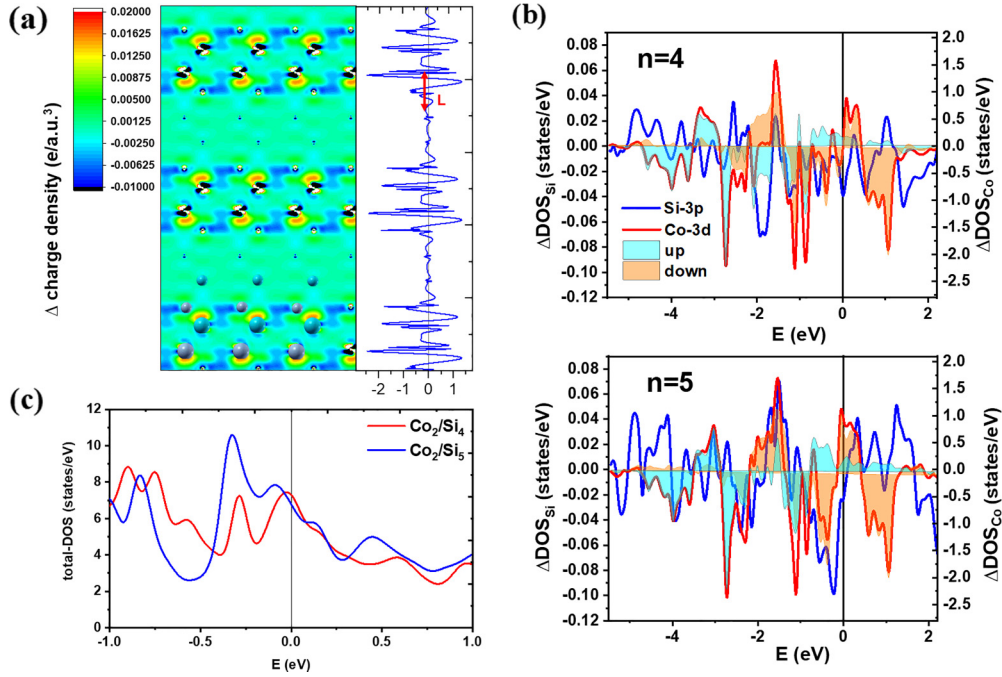 (a)
Δ charge density (e/a.u.³)
0.02000
0.01625
0.01250
0.00875
0.00500
0.00125
-0.00250
-0.00625
-0.01000
L
-2 -1 0 1
(b)
n=4
ΔDOS_Si (states/eV)
0.08
0.06
0.04
0.02
0.00
-0.02
-0.04
-0.06
-0.08
-0.10
-0.12
Si-3p
Co-3d
up
down
2.0
1.5
1.0
0.5
0.0
-0.5
-1.0
-1.5
-2.0
-2.5
ΔDOS_Co (states/eV)
-4 -2 0 2
E (eV)
n=5
ΔDOS_Si (states/eV)
0.08
0.06
0.04
0.02
0.00
-0.02
-0.04
-0.06
-0.08
-0.10
-0.12
2.0
1.5
1.0
0.5
0.0
-0.5
-1.0
-1.5
-2.0
-2.5
ΔDOS_Co (states/eV)
-4 -2 0 2
E (eV)
(c)
total-DOS (states/eV)
12
10
8
6
4
2
0
Co₂/Si₄
Co₂/Si₅
-1.0 -0.5 0.0 0.5 1.0
E (eV)